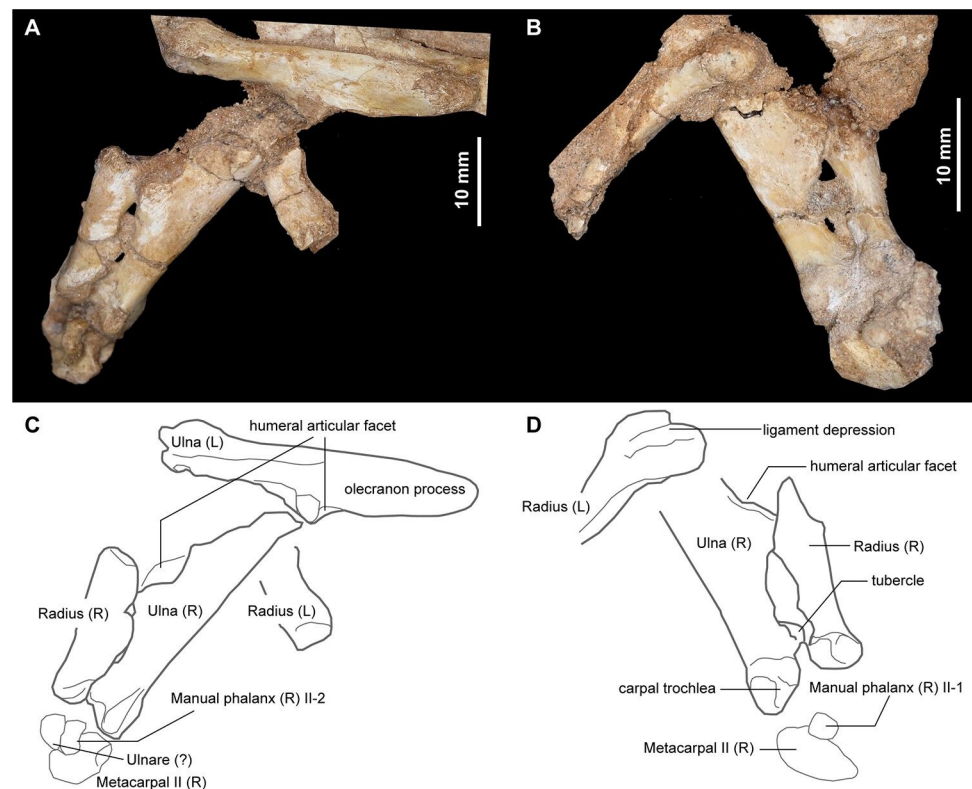 A
B
10 mm
10 mm
C
D
humeral articular facet
Ulna (L)
olecranon process
Radius (R)
Ulna (R)
Radius (L)
Manual phalanx (R) II-2
Ulnare (?)
Metacarpal II (R)
ligament depression
humeral articular facet
Radius (L)
Ulna (R)
Radius (R)
tubercle
carpal trochlea
Manual phalanx (R) II-1
Metacarpal II (R)